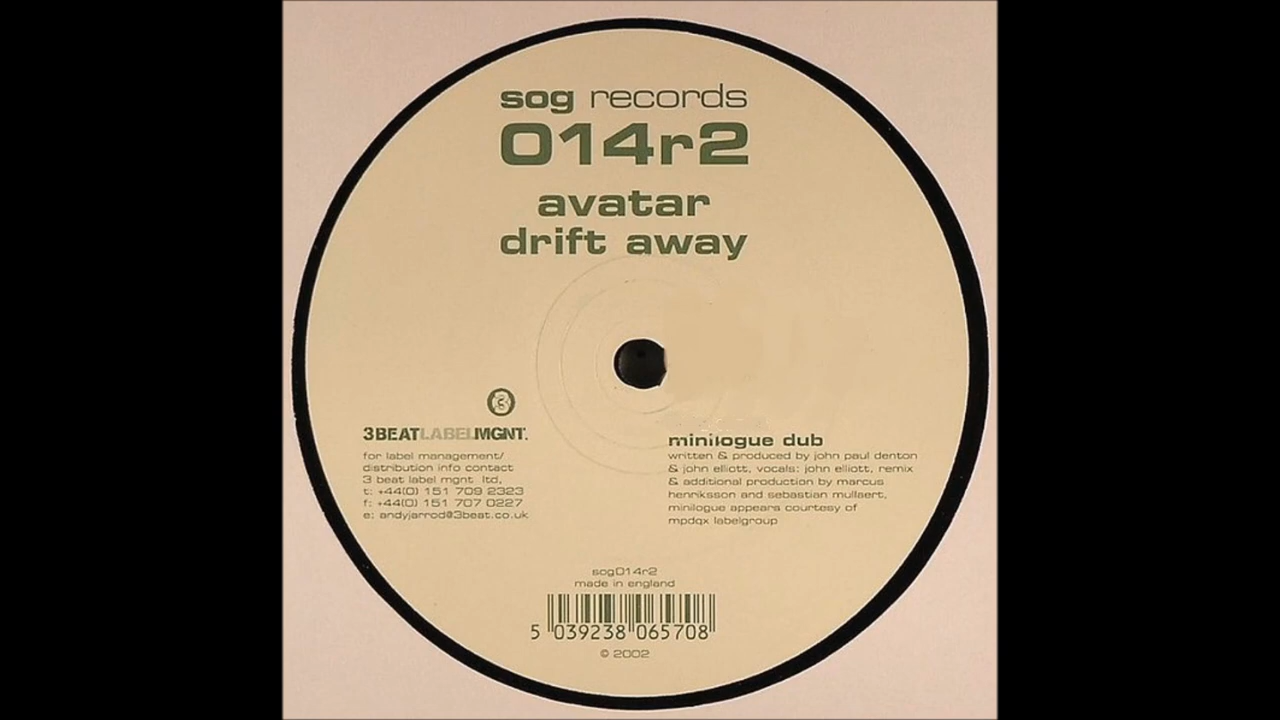 sog records
014r2
avatar
drift away
3
3BEATLABELMGNT.
for label management/
distribution info contact
3 beat label mgnt ltd,
t: +44(0) 151 709 2323
f: +44(0) 151 707 0227
e: andyjarrod@3beat.co.uk
minilogue dub
written & produced by john paul denton
& john elliott, vocals: john elliott, remix
& additional production by marcus
henriksson and sebastian mullaert,
minilogue appears courtesy of
mpdqx labelgroup
sog014r2
made in england
5 039238 065708
© 2002